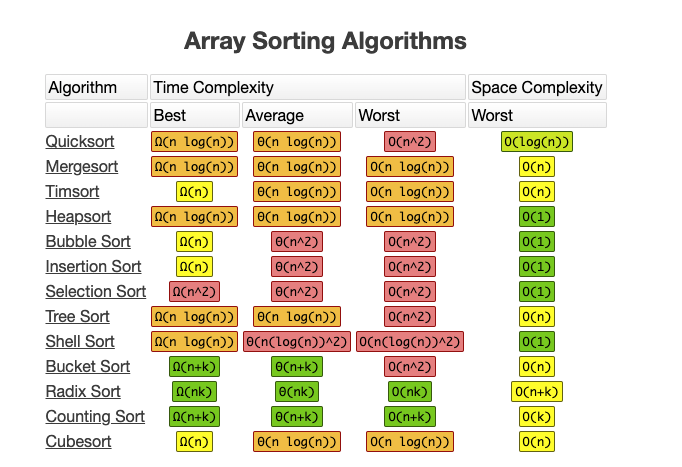 Array Sorting Algorithms
Algorithm Time Complexity Space Complexity
Best Average Worst Worst
Quicksort Ω(n log(n)) θ(n log(n)) O(n^2) O(log(n))
Mergesort Ω(n log(n)) θ(n log(n)) O(n log(n)) O(n)
Timsort Ω(n) θ(n log(n)) O(n log(n)) O(n)
Heapsort Ω(n log(n)) θ(n log(n)) O(n log(n)) O(1)
Bubble Sort Ω(n) θ(n^2) O(n^2) O(1)
Insertion Sort Ω(n) θ(n^2) O(n^2) O(1)
Selection Sort Ω(n^2) θ(n^2) O(n^2) O(1)
Tree Sort Ω(n log(n)) θ(n log(n)) O(n^2) O(n)
Shell Sort Ω(n log(n)) θ(n(log(n))^2) O(n(log(n))^2) O(1)
Bucket Sort Ω(n+k) θ(n+k) O(n^2) O(n)
Radix Sort Ω(nk) θ(nk) O(nk) O(n+k)
Counting Sort Ω(n+k) θ(n+k) O(n+k) O(k)
Cubesort Ω(n) θ(n log(n)) O(n log(n)) O(n)